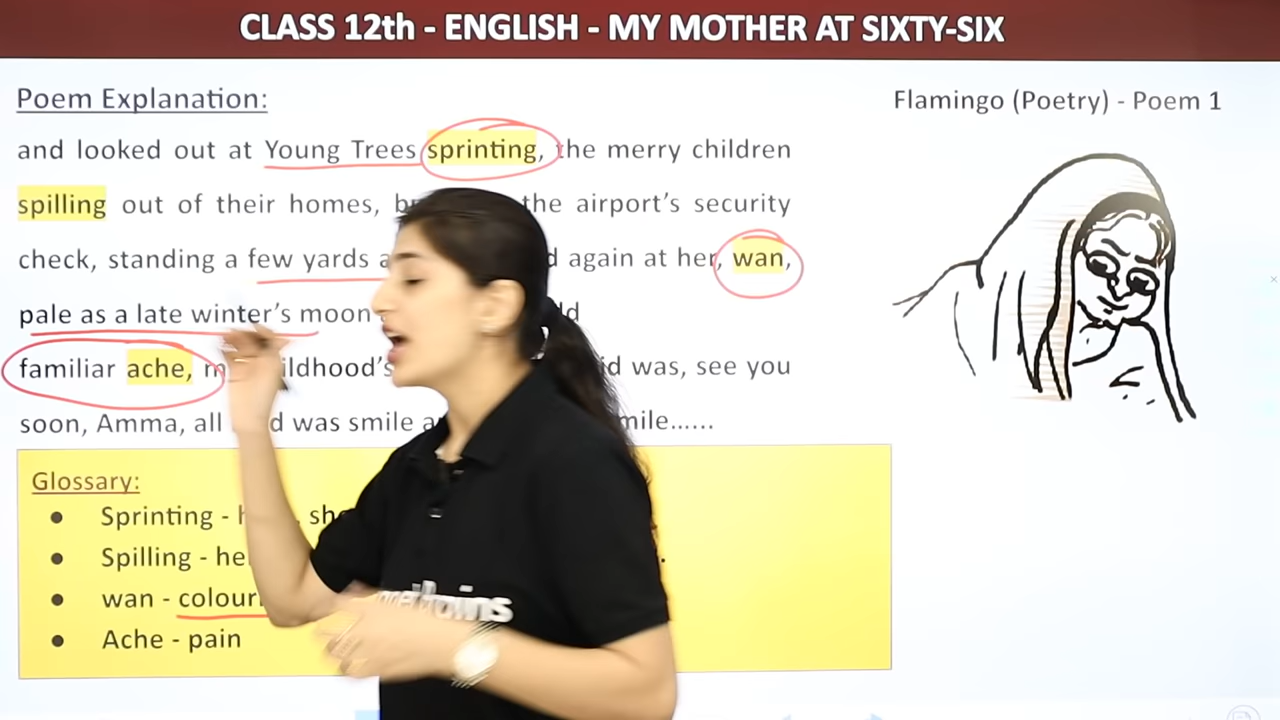 CLASS 12th - ENGLISH - MY MOTHER AT SIXTY-SIX
Poem Explanation:
Flamingo (Poetry) - Poem 1
and looked out at Young Trees sprinting, the merry children
spilling out of their homes, the airport's security
check, standing a few yards again at her, wan,
pale as a late winter's moon
familiar ache, was, see you
soon, Amma, all was smile
Glossary:
● Sprinting -
● Spilling -
● wan -
● Ache - pain